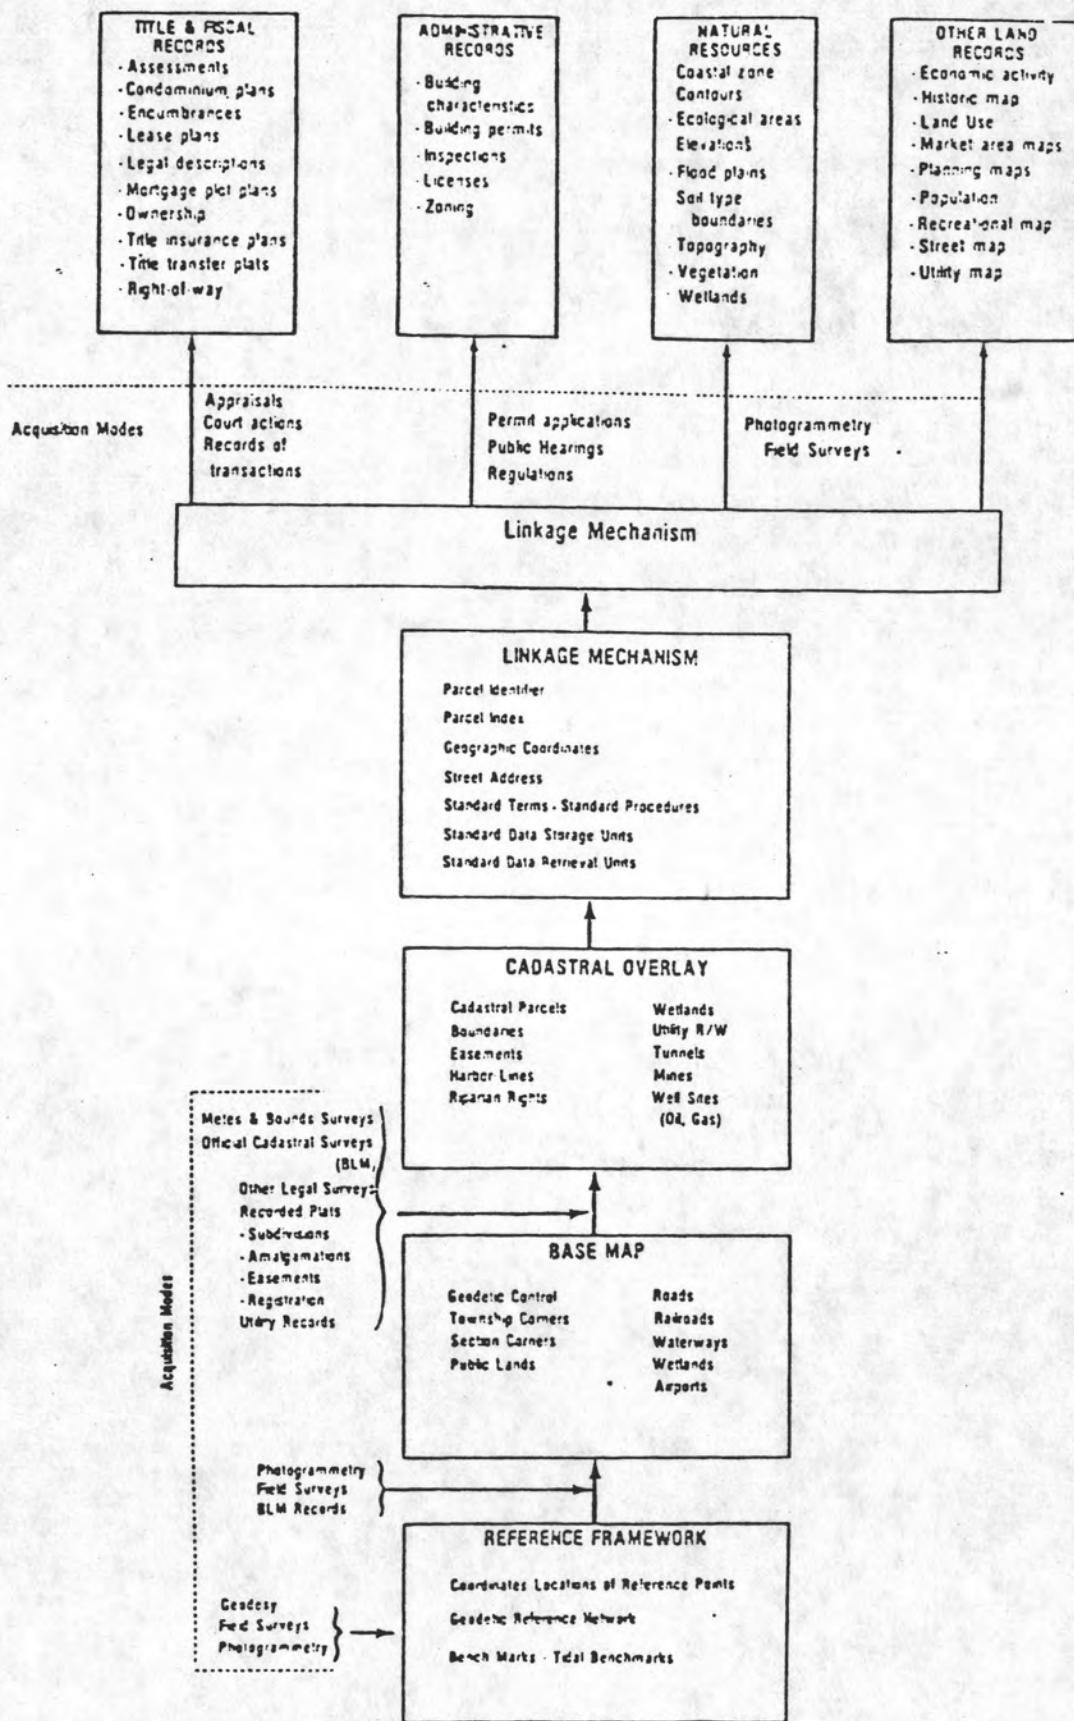 TITLE & FISCAL
RECORDS
- Assessments
- Condominium plans
- Encumbrances
- Lease plans
- Legal descriptions
- Mortgage plot plans
- Ownership
- Title insurance plans
- Title transfer plats
- Right-of-way
ADMINISTRATIVE
RECORDS
- Building
characteristics
- Building permits
- Inspections
- Licenses
- Zoning
NATURAL
RESOURCES
Coastal zone
Contours
- Ecological areas
Elevations
- Flood plains
Soil type
boundaries
- Topography
- Vegetation
- Wetlands
OTHER LAND
RECORDS
- Economic activity
- Historic map
- Land Use
- Market area maps
- Planning maps
- Population
- Recreational map
- Street map
- Utility map
Acquisition Modes
Appraisals
Court actions
Records of
transactions
Permit applications
Public Hearings
Regulations
Photogrammetry
Field Surveys
Linkage Mechanism
LINKAGE MECHANISM
Parcel Identifier
Parcel Index
Geographic Coordinates
Street Address
Standard Terms - Standard Procedures
Standard Data Storage Units
Standard Data Retrieval Units
CADASTRAL OVERLAY
Cadastral Parcels
Boundaries
Easements
Harbor Lines
Riparian Rights
Wetlands
Utility R/W
Tunnels
Mines
Well Sites
(Oil, Gas)
Acquisition Modes
Metes & Bounds Surveys
Official Cadastral Surveys
(BLM,
Other Legal Surveys
Recorded Plats
- Subdivisions
- Amalgamations
- Easements
- Registration
Utility Records
BASE MAP
Geodetic Control
Township Corners
Section Corners
Public Lands
Roads
Railroads
Waterways
Wetlands
Airports
Photogrammetry
Field Surveys
BLM Records
REFERENCE FRAMEWORK
Coordinates Locations of Reference Points
Geodetic Reference Network
Bench Marks - Tidal Benchmarks
Geodesy
Field Surveys
Photogrammetry